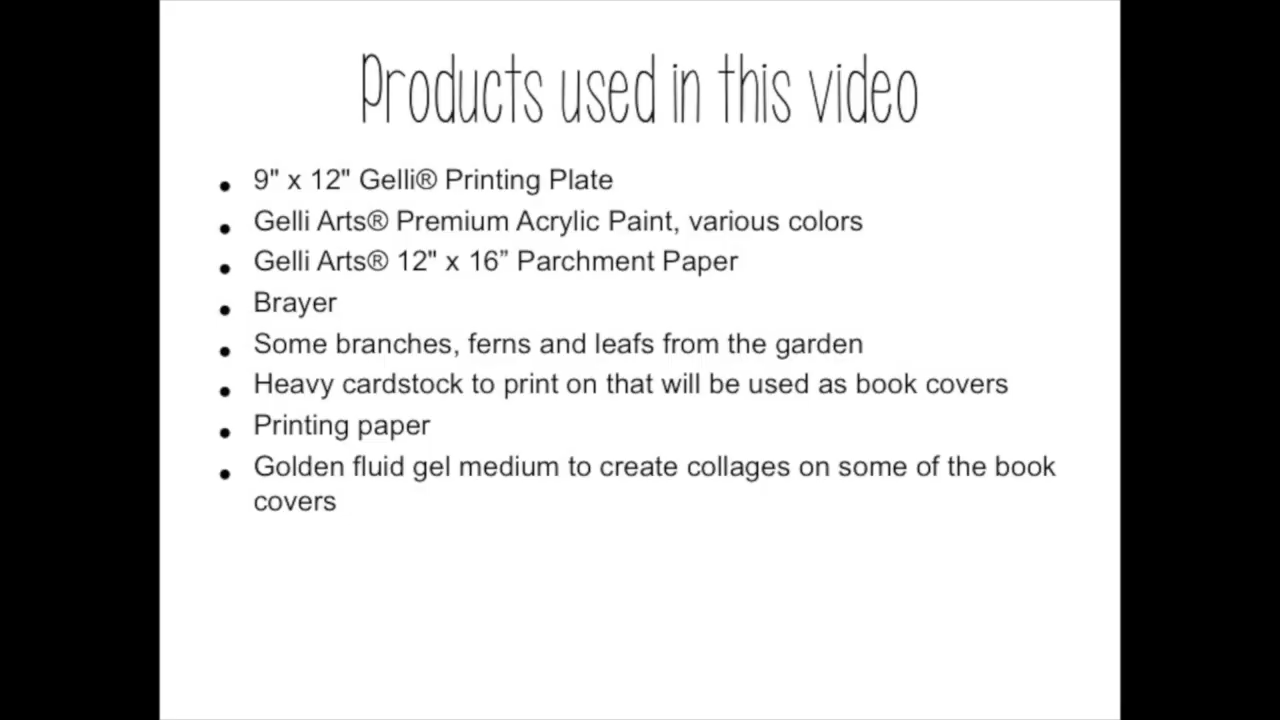 Products used in this video
• 9" x 12" Gelli® Printing Plate
• Gelli Arts® Premium Acrylic Paint, various colors
• Gelli Arts® 12" x 16” Parchment Paper
• Brayer
• Some branches, ferns and leafs from the garden
• Heavy cardstock to print on that will be used as book covers
• Printing paper
• Golden fluid gel medium to create collages on some of the book
covers